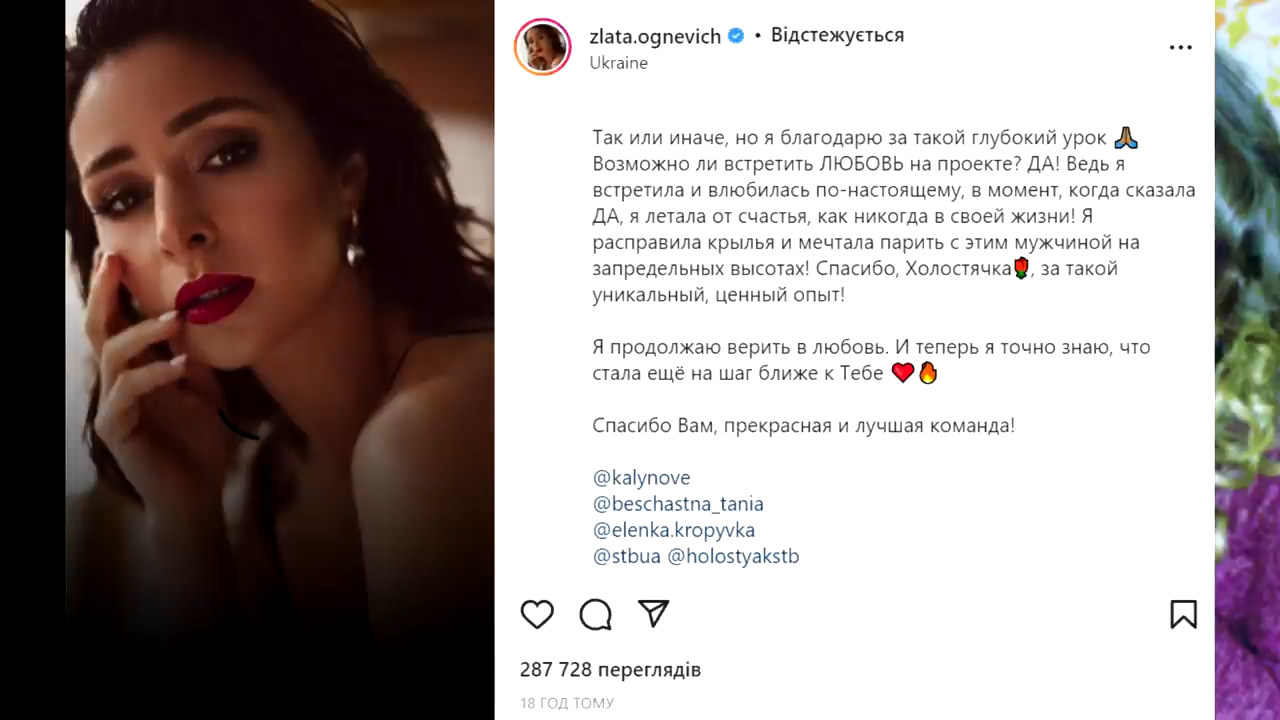 zlata.ognevich • Відстежується
Ukraine
Так или иначе, но я благодарю за такой глубокий урок 🙏
Возможно ли встретить ЛЮБОВЬ на проекте? ДА! Ведь я
встретила и влюбилась по-настоящему, в момент, когда сказала
ДА, я летала от счастья, как никогда в своей жизни! Я
расправила крылья и мечтала парить с этим мужчиной на
запредельных высотах! Спасибо, Холостячка🌹, за такой
уникальный, ценный опыт!
Я продолжаю верить в любовь. И теперь я точно знаю, что
стала ещё на шаг ближе к Тебе ❤️🔥
Спасибо Вам, прекрасная и лучшая команда!
@kalynove
@beschastna_tania
@elenka.kropyvka
@stbua @holostyakstb
287 728 переглядів
18 ГОД ТОМУ